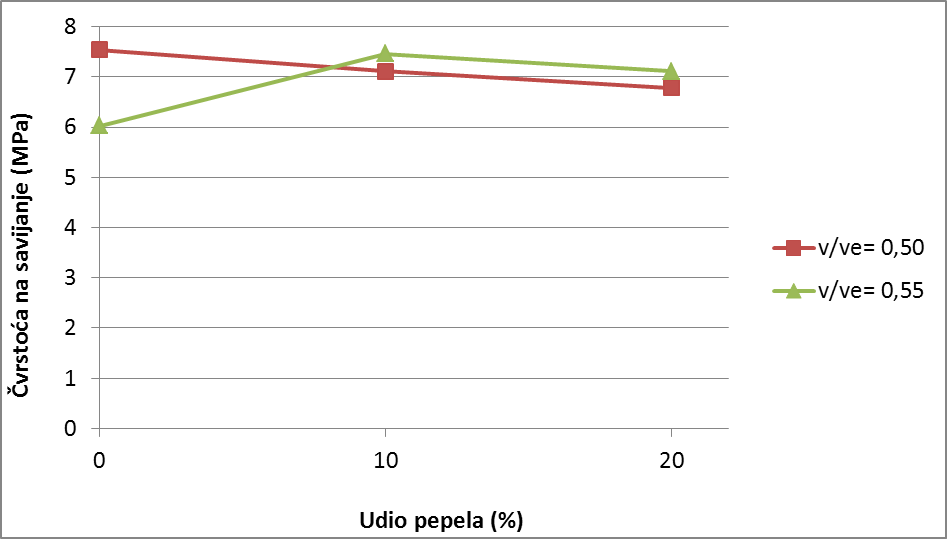 8
7
6
5
4
3
2
1
0
Čvrstoća na savijanje (MPa)
0 10 20
Udio pepela (%)
v/ve= 0,50
v/ve= 0,55